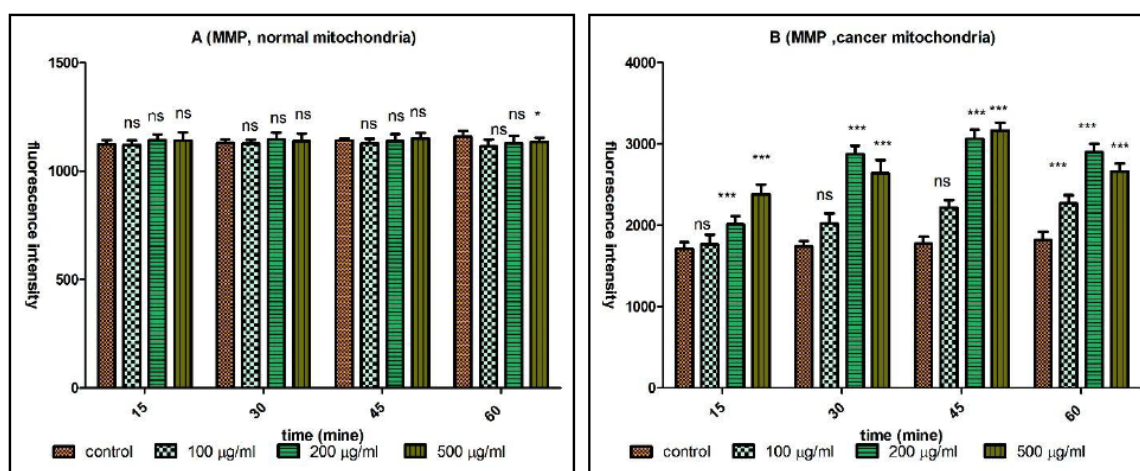 A (MMP, normal mitochondria)
1500
1000
500
0
fluorescence intensity
ns ns ns
ns ns ns
ns ns ns
ns ns *
15 30 45 60
time (mine)
control 100 µg/ml 200 µg/ml 500 µg/ml
B (MMP ,cancer mitochondria)
4000
3000
2000
1000
0
fluorescence intensity
ns *** ***
ns *** ***
ns *** ***
*** *** ***
15 30 45 60
time (mine)
control 100 µg/ml 200 µg/ml 500 µg/ml